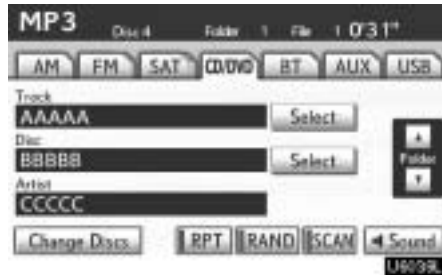 MP3 Disc 4 Folder 1 File 1 0'31"
AM FM SAT CD/DVD BT AUX USB
Track
AAAAA Select
Disc
BBBBB Select
Folder
Artist
CCCCC
Change Discs RPT RAND SCAN Sound
U6039L